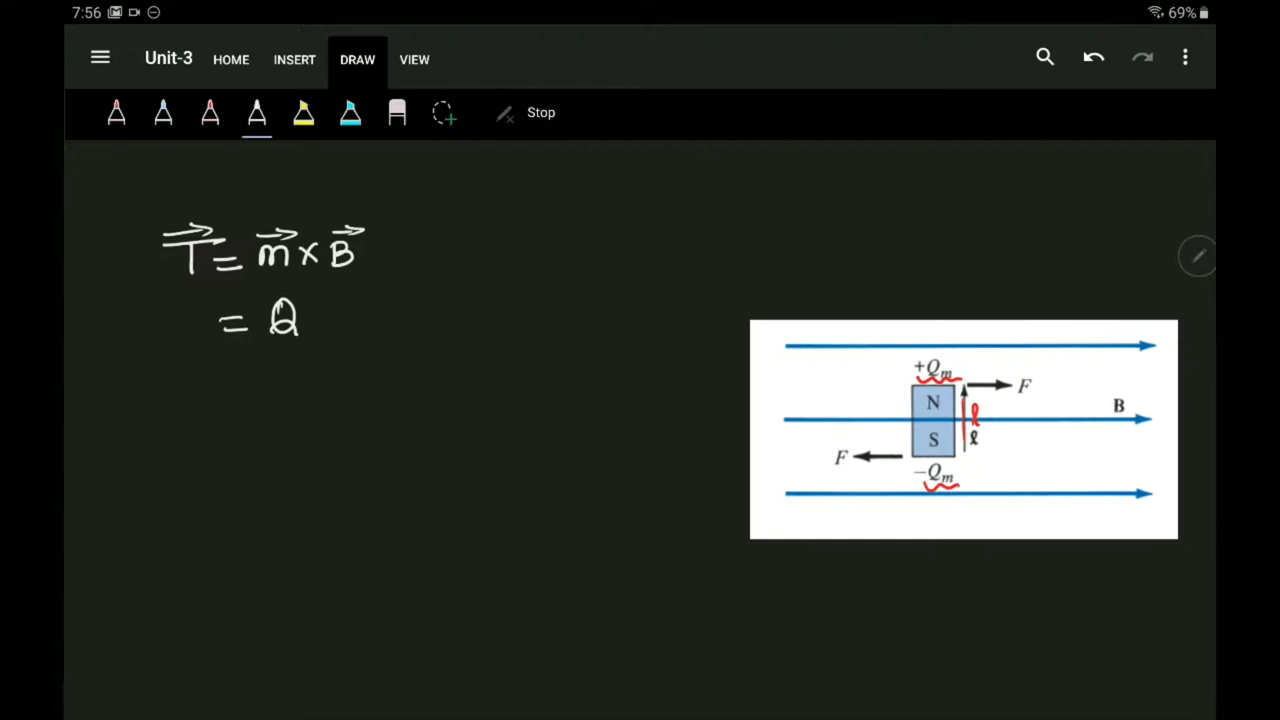 7:56 69%
Unit-3 HOME INSERT DRAW VIEW
Stop
T⃗ = m⃗ × B⃗
= Q
+Qm
N F
B
l
S l
F
−Qm